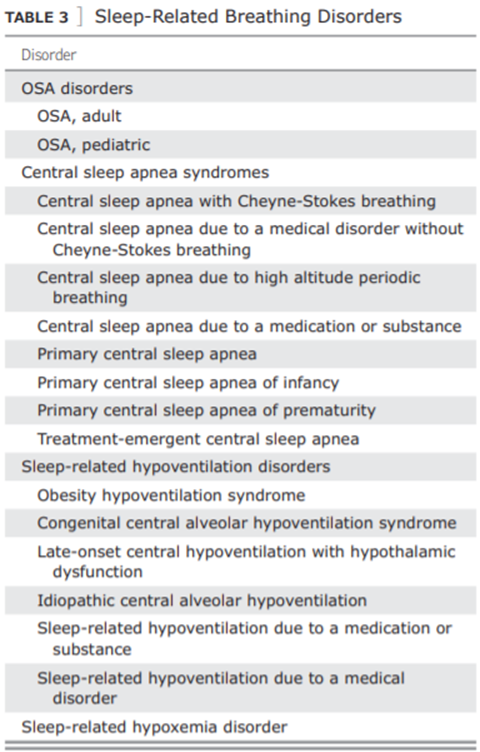 TABLE 3 ] Sleep-Related Breathing Disorders
Disorder
OSA disorders
OSA, adult
OSA, pediatric
Central sleep apnea syndromes
Central sleep apnea with Cheyne-Stokes breathing
Central sleep apnea due to a medical disorder without
Cheyne-Stokes breathing
Central sleep apnea due to high altitude periodic
breathing
Central sleep apnea due to a medication or substance
Primary central sleep apnea
Primary central sleep apnea of infancy
Primary central sleep apnea of prematurity
Treatment-emergent central sleep apnea
Sleep-related hypoventilation disorders
Obesity hypoventilation syndrome
Congenital central alveolar hypoventilation syndrome
Late-onset central hypoventilation with hypothalamic
dysfunction
Idiopathic central alveolar hypoventilation
Sleep-related hypoventilation due to a medication or
substance
Sleep-related hypoventilation due to a medical
disorder
Sleep-related hypoxemia disorder